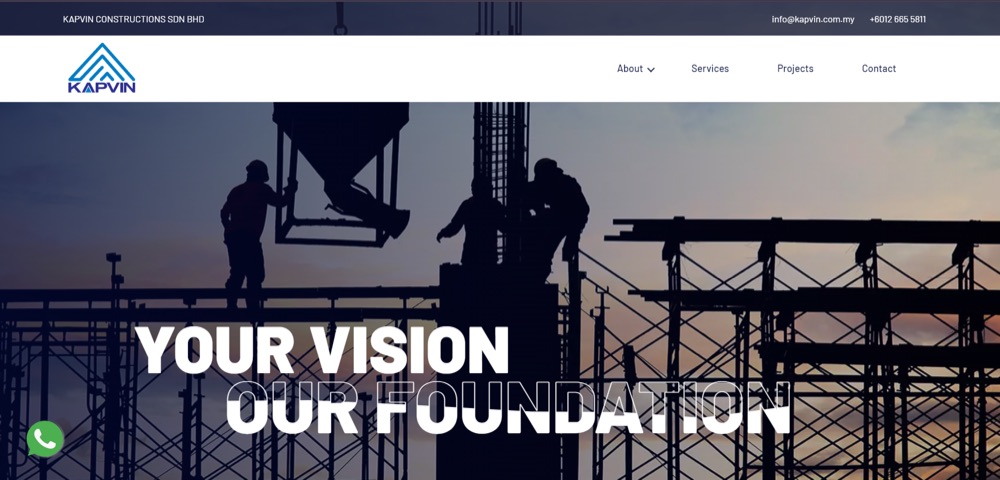 KAPVIN CONSTRUCTIONS SDN BHD
info@kapvin.com.my +6012 665 5811
KAPVIN
About Services Projects Contact
YOUR VISION
OUR FOUNDATION